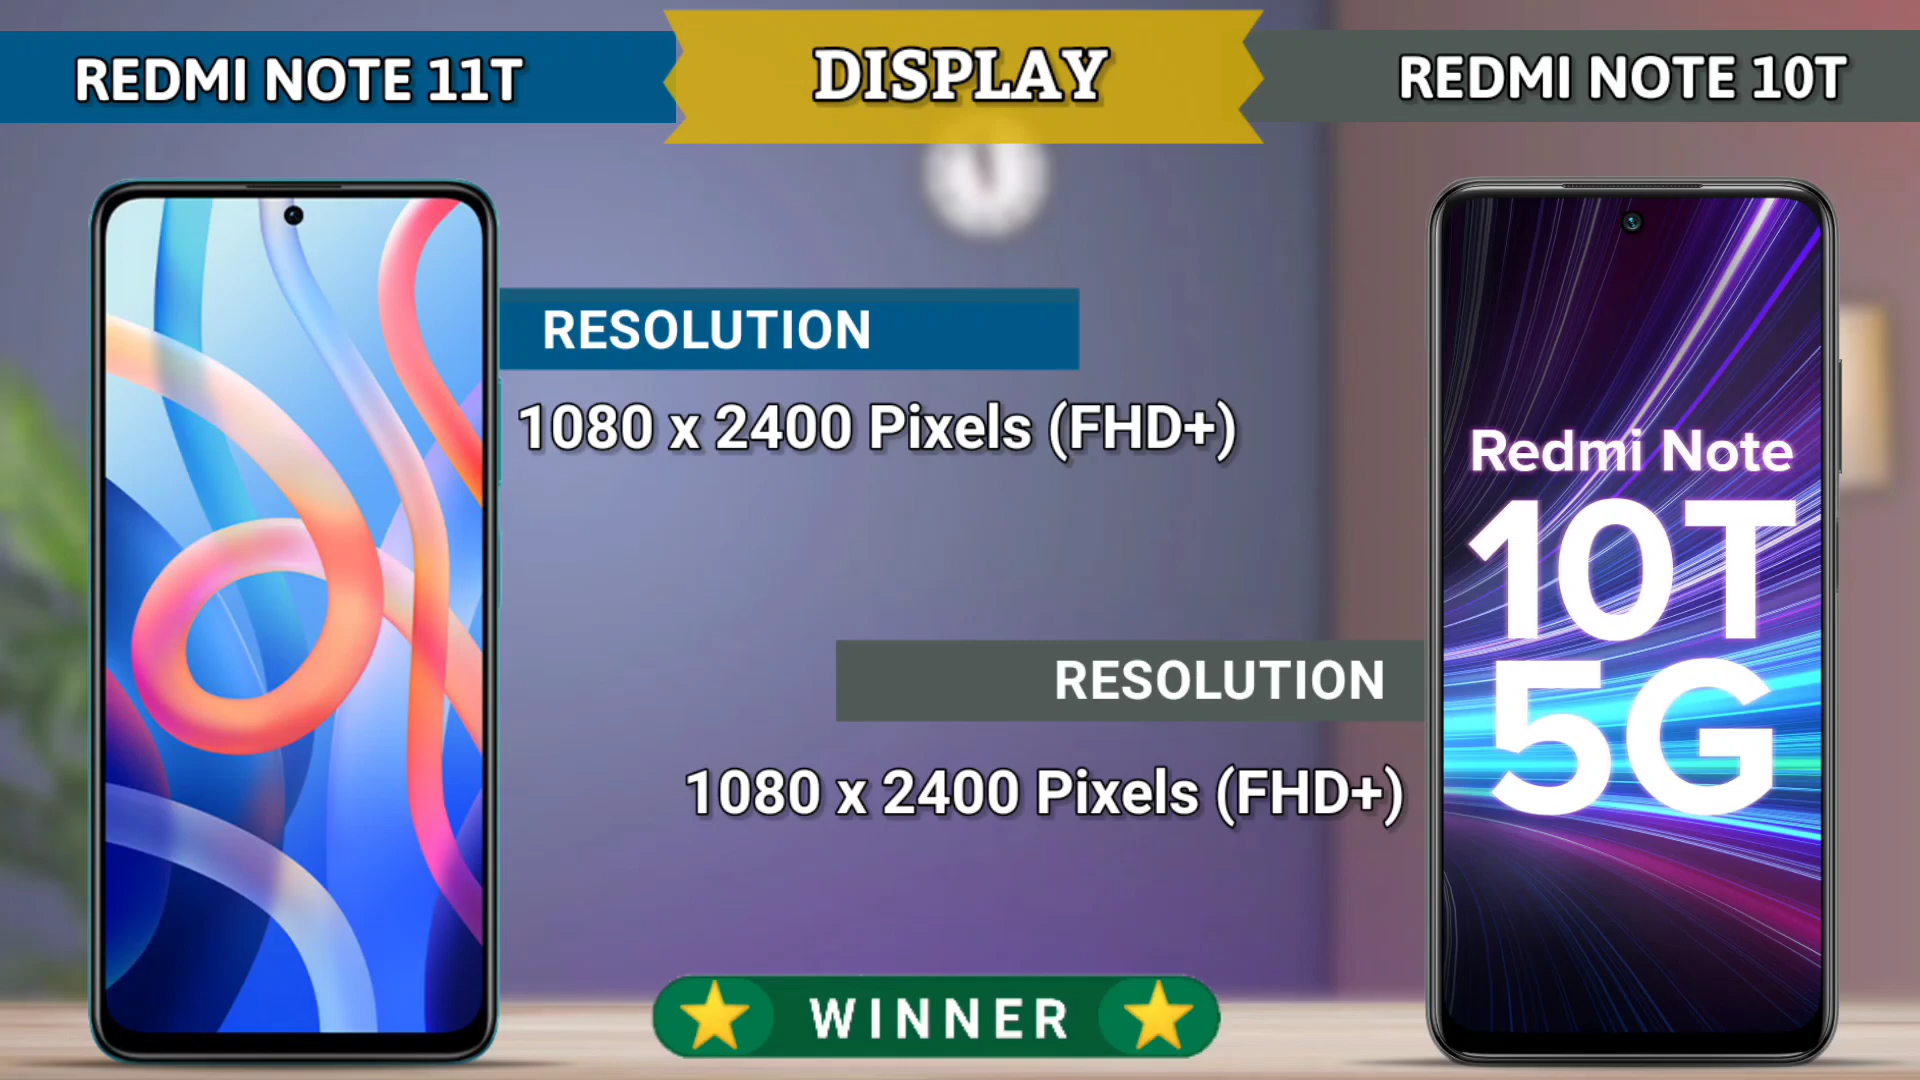 REDMI NOTE 11T
DISPLAY
REDMI NOTE 10T
RESOLUTION
1080 x 2400 Pixels (FHD+)
Redmi Note
10T
5G
RESOLUTION
1080 x 2400 Pixels (FHD+)
WINNER